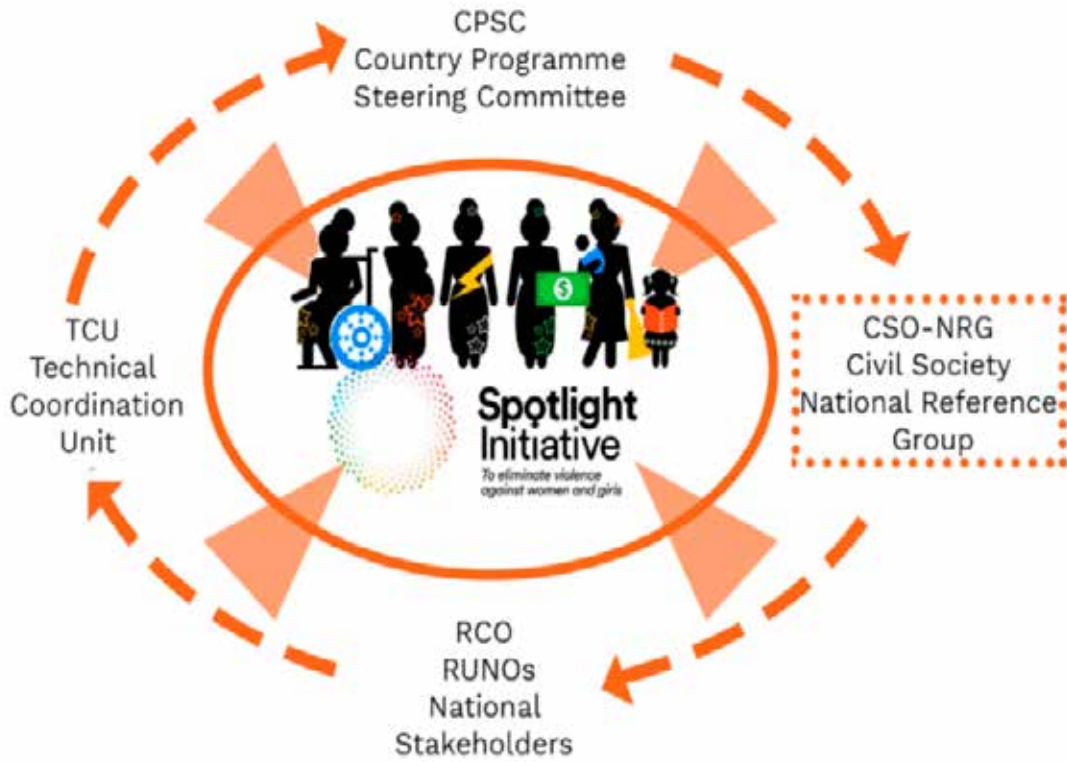 CPSC
Country Programme
Steering Committee
TCU
Technical
Coordination
Unit
CSO-NRG
Civil Society
National Reference
Group
$
Spotlight
Initiative
To eliminate violence
against women and girls
RCO
RUNOs
National
Stakeholders